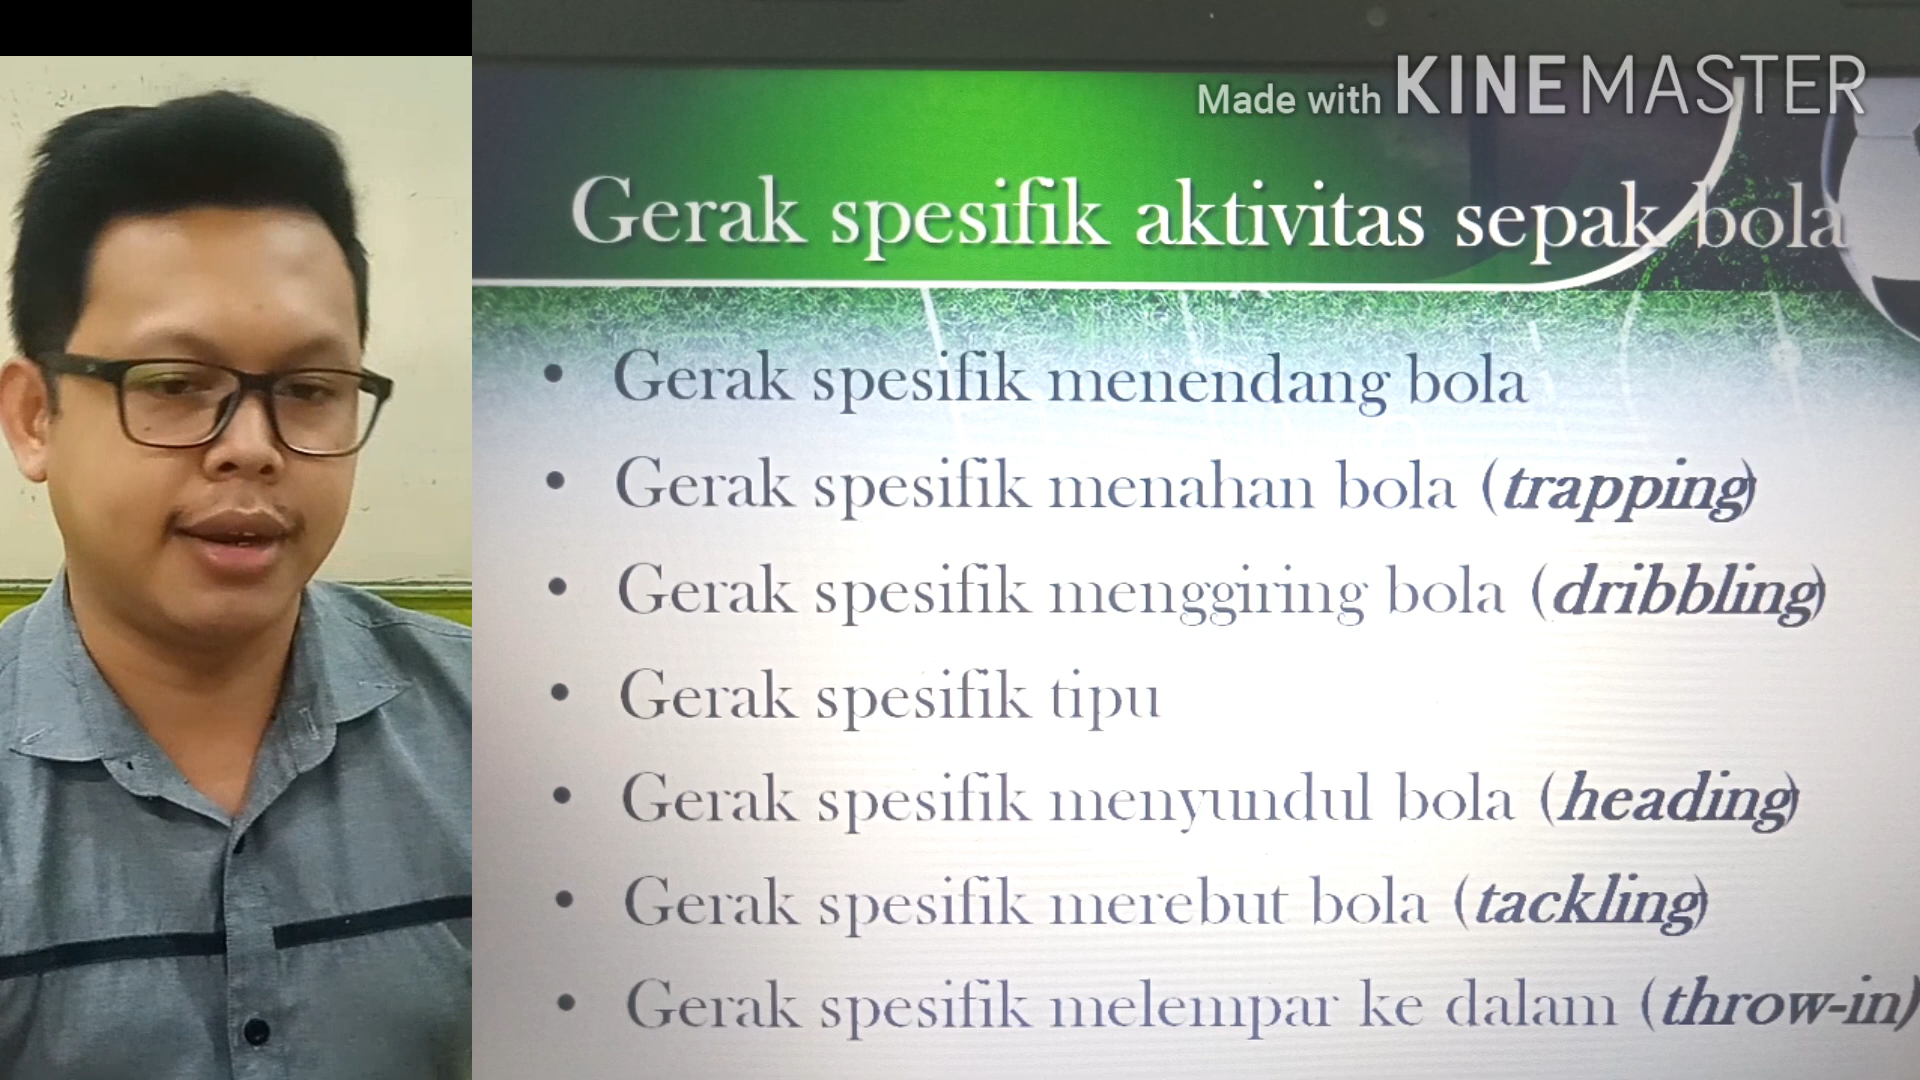 Made with KINEMASTER
Gerak spesifik aktivitas sepak bola
• Gerak spesifik menendang bola
• Gerak spesifik menahan bola (trapping)
• Gerak spesifik menggiring bola (dribbling)
• Gerak spesifik tipu
• Gerak spesifik menyundul bola (heading)
• Gerak spesifik merebut bola (tackling)
• Gerak spesifik melempar ke dalam (throw-in)